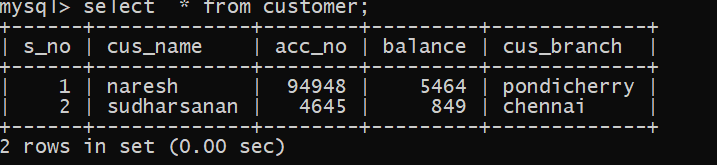 mysql> select  * from customer;
+------+------------+--------+---------+-------------+
| s_no | cus_name   | acc_no | balance | cus_branch  |
+------+------------+--------+---------+-------------+
|    1 | naresh     |  94948 |    5464 | pondicherry |
|    2 | sudharsanan |   4645 |     849 | chennai     |
+------+------------+--------+---------+-------------+
2 rows in set (0.00 sec)